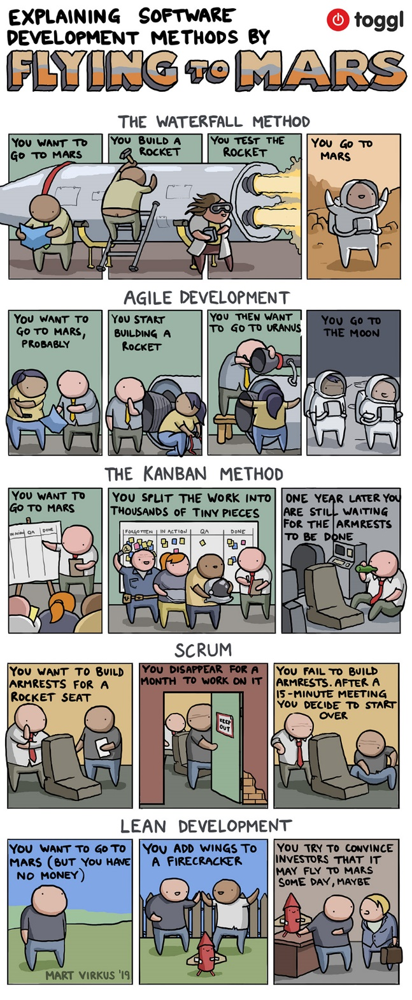 EXPLAINING SOFTWARE
DEVELOPMENT METHODS BY
toggl
FLYING TO MARS
THE WATERFALL METHOD
YOU WANT TO
GO TO MARS
YOU BUILD A
ROCKET
YOU TEST THE
ROCKET
YOU GO TO
MARS
AGILE DEVELOPMENT
YOU WANT TO
GO TO MARS,
PROBABLY
YOU START
BUILDING A
ROCKET
YOU THEN WANT
TO GO TO URANUS
YOU GO TO
THE MOON
THE KANBAN METHOD
YOU WANT TO
GO TO MARS
IN ACTION QA DONE
YOU SPLIT THE WORK INTO
THOUSANDS OF TINY PIECES
FORGOTTEN IN ACTION QA DONE
ONE YEAR LATER YOU
ARE STILL WAITING
FOR THE ARMRESTS
TO BE DONE
SCRUM
YOU WANT TO BUILD
ARMRESTS FOR A
ROCKET SEAT
YOU DISAPPEAR FOR A
MONTH TO WORK ON IT
KEEP
OUT
YOU FAIL TO BUILD
ARMRESTS. AFTER A
15-MINUTE MEETING
YOU DECIDE TO START
OVER
LEAN DEVELOPMENT
YOU WANT TO GO TO
MARS (BUT YOU HAVE
NO MONEY)
MART VIRKUS '19
YOU ADD WINGS TO
A FIRECRACKER
YOU TRY TO CONVINCE
INVESTORS THAT IT
MAY FLY TO MARS
SOME DAY, MAYBE